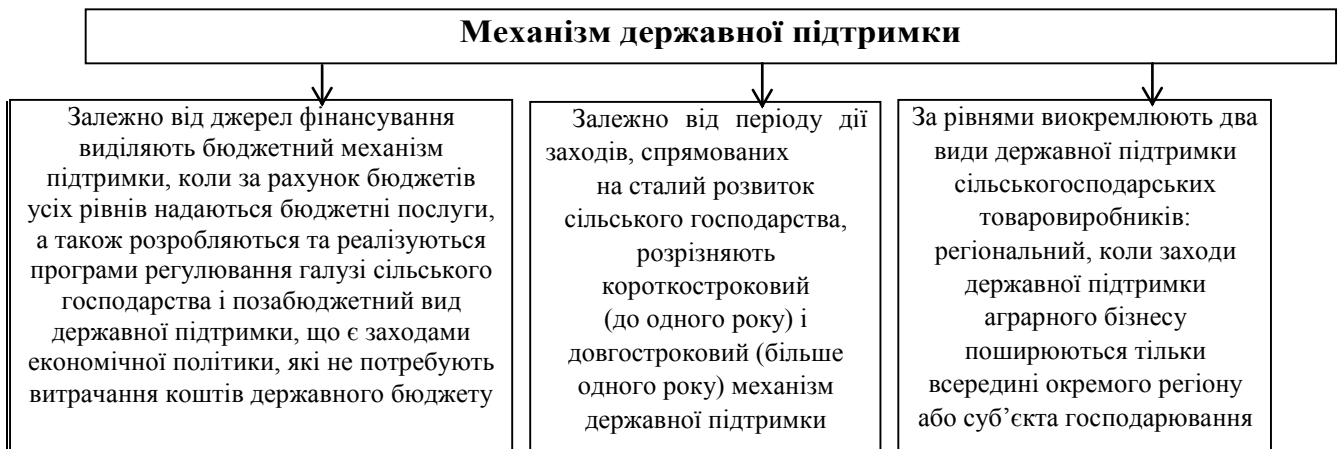 Механізм державної підтримки
Залежно від джерел фінансування
виділяють бюджетний механізм
підтримки, коли за рахунок бюджетів
усіх рівнів надаються бюджетні послуги,
а також розробляються та реалізуються
програми регулювання галузі сільського
господарства і позабюджетний вид
державної підтримки, що є заходами
економічної політики, які не потребують
витрачання коштів державного бюджету
Залежно від періоду дії
заходів, спрямованих
на сталий розвиток
сільського господарства,
розрізняють
короткостроковий
(до одного року) і
довгостроковий (більше
одного року) механізм
державної підтримки
За рівнями виокремлюють два
види державної підтримки
сільськогосподарських
товаровиробників:
регіональний, коли заходи
державної підтримки
аграрного бізнесу
поширюються тільки
всередині окремого регіону
або суб’єкта господарювання